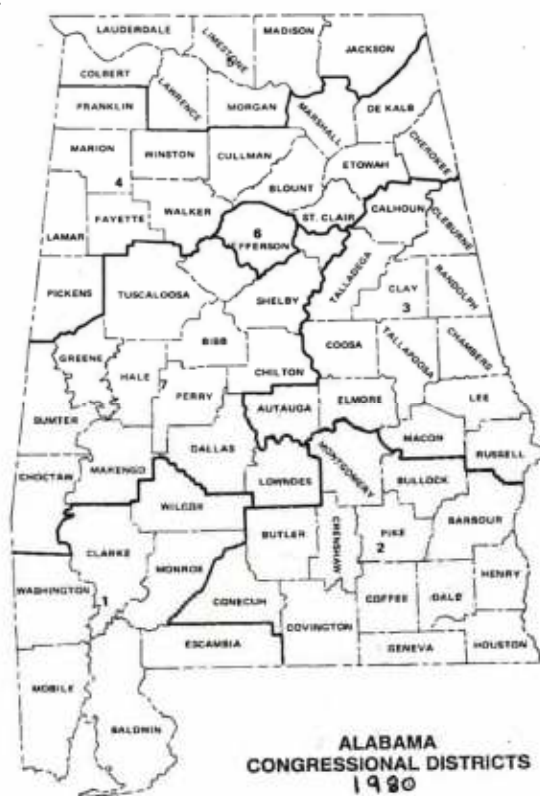 LAUDERDALE
LIMESTONE
MADISON
JACKSON
COLBERT
5
FRANKLIN
LAWRENCE
MORGAN
MARSHALL
DE KALB
MARION
WINSTON
CULLMAN
ETOWAH
CHEROKEE
4
BLOUNT
LAMAR
FAYETTE
WALKER
6
JEFFERSON
ST. CLAIR
CALHOUN
CLEBURNE
PICKENS
TUSCALOOSA
SHELBY
TALLADEGA
CLAY
RANDOLPH
3
GREENE
BIBB
COOSA
TALLAPOOSA
CHAMBERS
HALE
7
PERRY
CHILTON
SUMTER
AUTAUGA
ELMORE
LEE
MACON
CHOCTAW
MARENGO
DALLAS
LOWNDES
MONTGOMERY
BULLOCK
RUSSELL
WILCOX
CLARKE
BUTLER
CRENSHAW
PIKE
2
BARBOUR
WASHINGTON
MONROE
1
CONECUH
COFFEE
DALE
HENRY
ESCAMBIA
COVINGTON
GENEVA
HOUSTON
MOBILE
BALDWIN
ALABAMA
CONGRESSIONAL DISTRICTS
1980